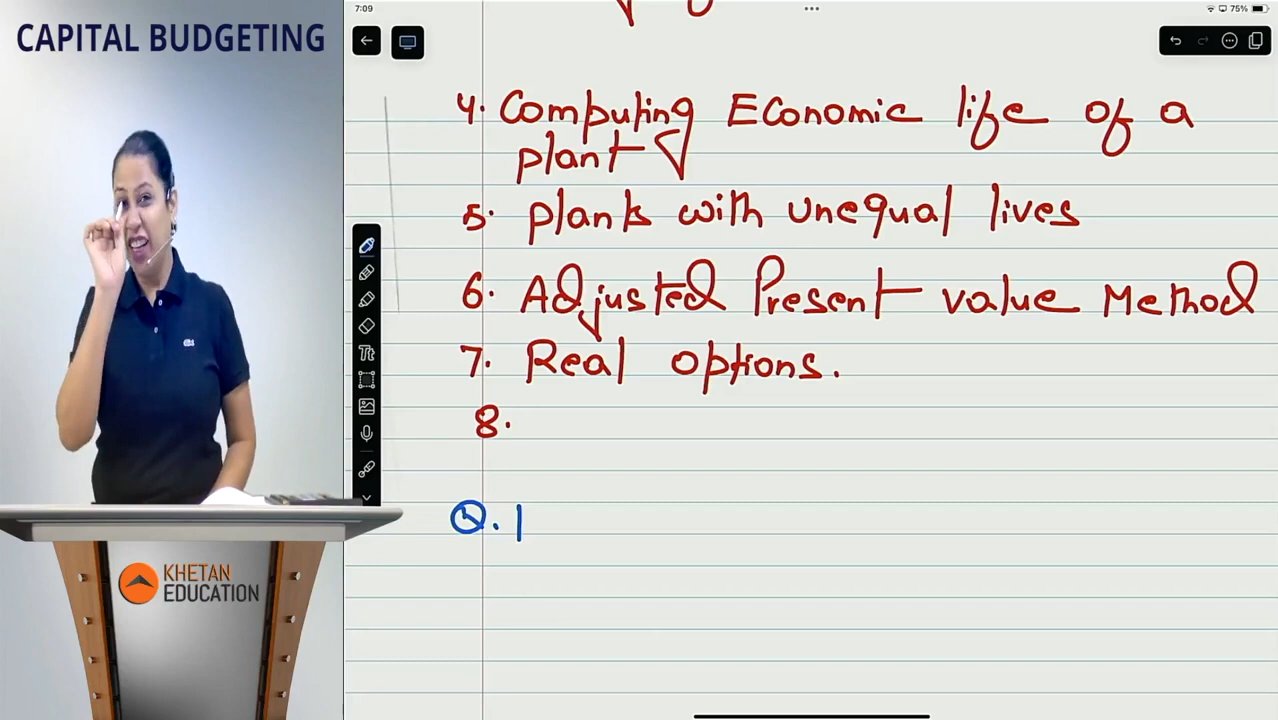 CAPITAL BUDGETING
7:09
75%
4. Computing Economic life of a
plant
5. plants with unequal lives
6. Adjusted Present value Method
7. Real options.
8.
Q. 1
Tt
KHETAN
EDUCATION